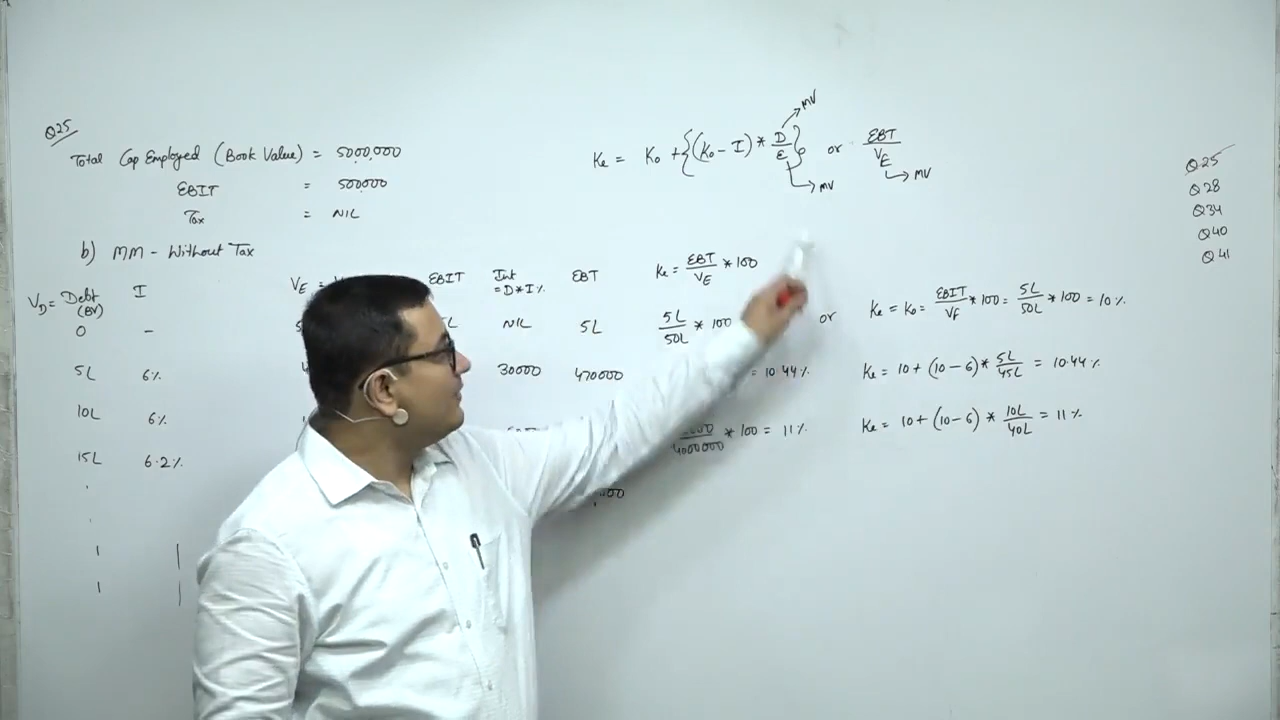 Q25
Total Cap Employed (Book Value) = 5000,000
EBIT = 500,000
Tax = NIL
b) MM - Without Tax
Ke = Ko + {(Ko - I) * D/E} or EBT/VE
MV
MV
MV
Q25
Q28
Q34
Q40
Q41
VD = Debt (BV) I VE = EBIT Int = D*I% EBT Ke = EBT/VE * 100
0 - NIL 5L 5L/50L * 100 or Ke = Ko = EBIT/VF * 100 = 5L/50L * 100 = 10%.
5L 6% 30000 470000 = 10.44%. Ke = 10 + (10-6) * 5L/45L = 10.44%
10L 6% /4000000 * 100 = 11%. Ke = 10 + (10-6) * 10L/40L = 11%
15L 6.2%